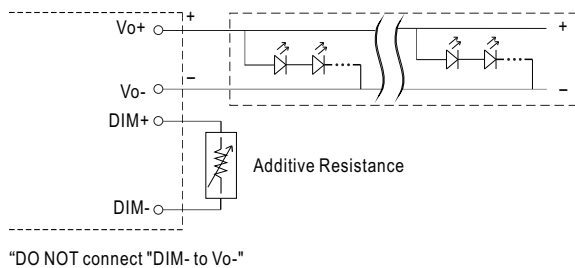 Vo+ +
Vo- −
+
−
DIM+
Additive Resistance
DIM-
“DO NOT connect "DIM- to Vo-"